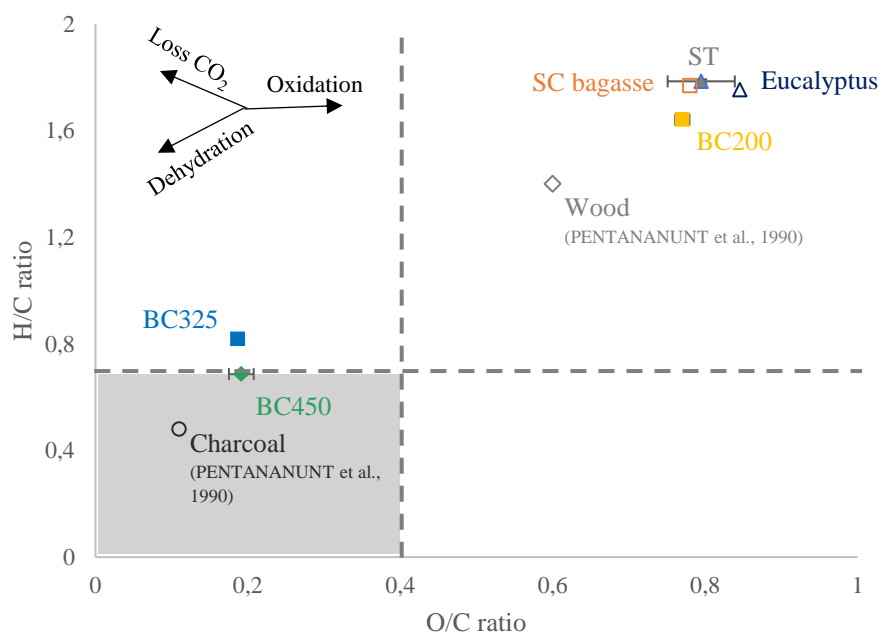 2
Loss CO₂
Oxidation
Dehydration
ST
SC bagasse
Eucalyptus
1,6
BC200
1,2
Wood
(PENTANANUNT et al., 1990)
H/C ratio
BC325
0,8
BC450
0,4
Charcoal
(PENTANANUNT et al.,
1990)
0
0
0,2
0,4
0,6
0,8
1
O/C ratio